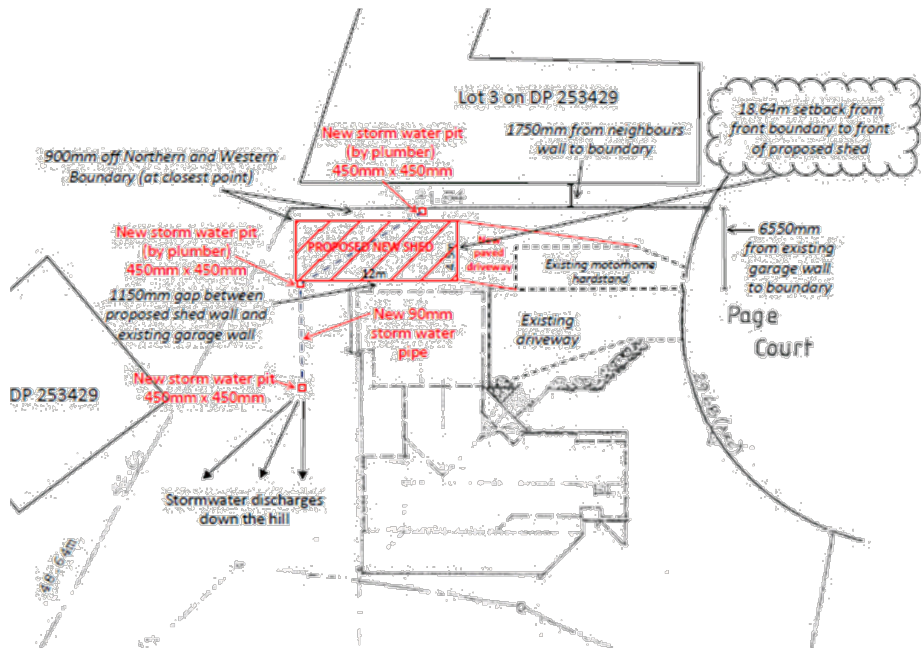 Lot 3 on DP 253429
18.64m setback from
front boundary to front
of proposed shed
New storm water pit
(by plumber)
450mm x 450mm
1750mm from neighbours
wall to boundary
900mm off Northern and Western
Boundary (at closest point)
New storm water pit
(by plumber)
450mm x 450mm
PROPOSED NEW SHED
12m
New
paved
driveway
Existing motorhome
hardstand
6550mm
from existing
garage wall
to boundary
1150mm gap between
proposed shed wall and
existing garage wall
New 90mm
storm water
pipe
Existing
driveway
Page
Court
DP 253429
New storm water pit
450mm x 450mm
Stormwater discharges
down the hill
48.64m